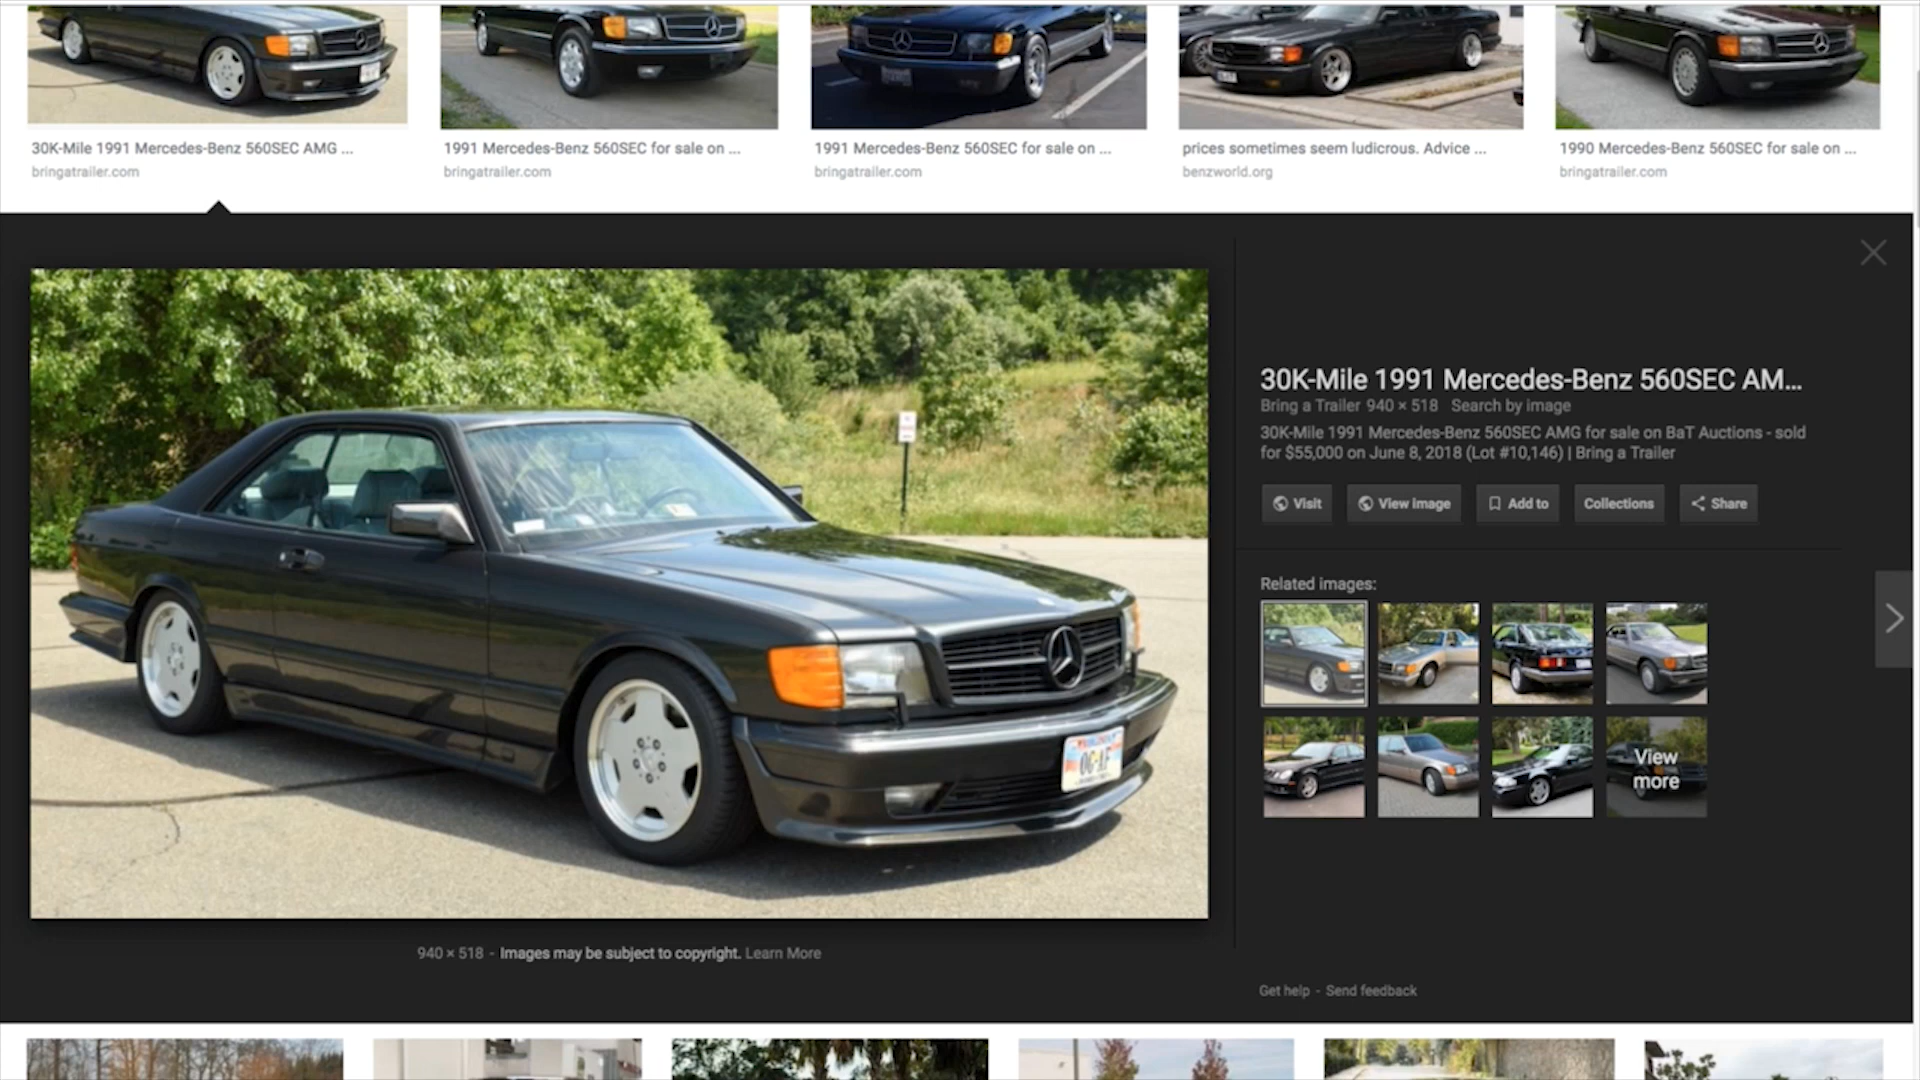 30K-Mile 1991 Mercedes-Benz 560SEC AMG ...
bringatrailer.com
1991 Mercedes-Benz 560SEC for sale on ...
bringatrailer.com
1991 Mercedes-Benz 560SEC for sale on ...
bringatrailer.com
prices sometimes seem ludicrous. Advice ...
benzworld.org
1990 Mercedes-Benz 560SEC for sale on ...
bringatrailer.com
30K-Mile 1991 Mercedes-Benz 560SEC AM...
Bring a Trailer 940 × 518 Search by image
30K-Mile 1991 Mercedes-Benz 560SEC AMG for sale on BaT Auctions - sold
for $55,000 on June 8, 2018 (Lot #10,146) | Bring a Trailer
Visit
View image
Add to
Collections
Share
Related images:
View
more
OG-AF
940 × 518 - Images may be subject to copyright. Learn More
Get help - Send feedback